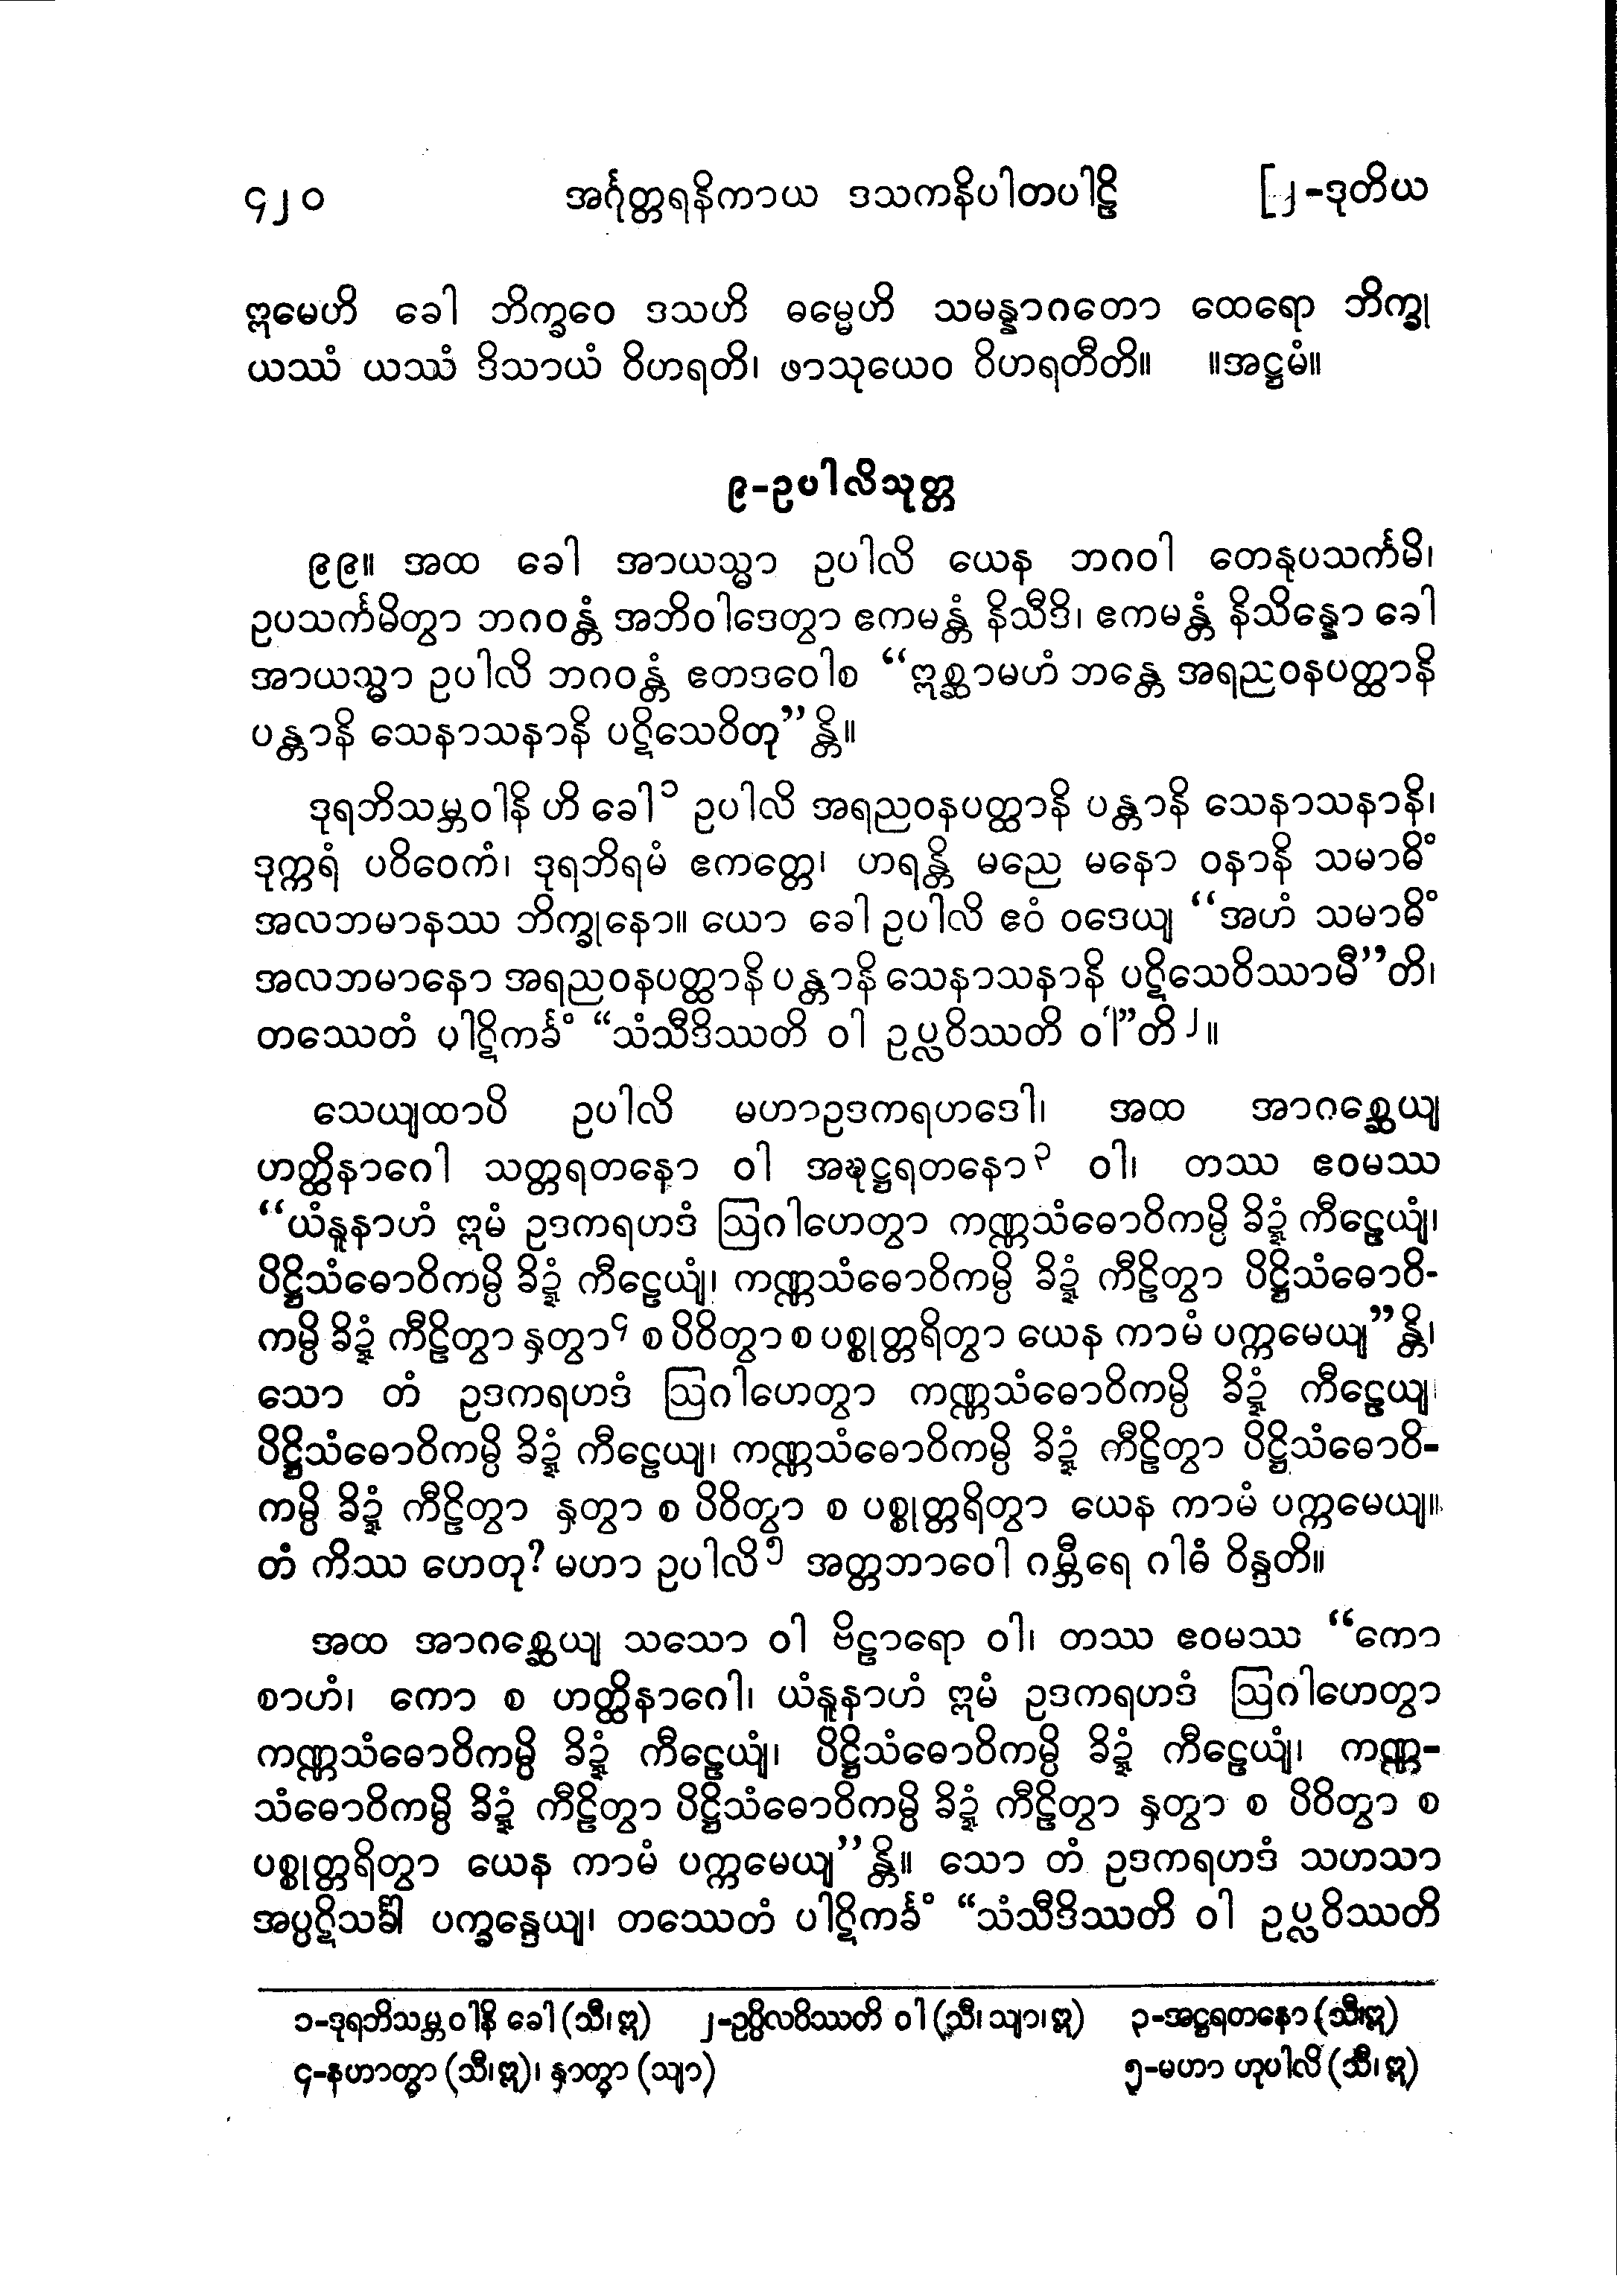 ၄၂၀ အင်္ဂုတ္တရနိကာယ ဒသကနိပါတပါဠိ [၂-ဒုတိယ
ဣမေဟိ ခေါ ဘိက္ခဝေ ဒသဟိ ဓမ္မေဟိ သမန္နာဂတော ထေရော ဘိက္ခု
ယဿံ ယဿံ ဒိသာယံ ဝိဟရတိ၊ ဖာသုယေဝ ဝိဟရတီတိ။ ။အဋ္ဌမံ။
၉-ဥပါလိသုတ္တ
၉၉။ အထ ခေါ အာယသ္မာ ဥပါလိ ယေန ဘဂဝါ တေနုပသင်္ကမိ၊
ဥပသင်္ကမိတွာ ဘဂဝန္တံ အဘိဝါဒေတွာ ဧကမန္တံ နိသီဒိ၊ ဧကမန္တံ နိသိန္နော ခေါ
အာယသ္မာ ဥပါလိ ဘဂဝန္တံ ဧတဒဝေါစ “ဣစ္ဆာမဟံ ဘန္တေ အရညဝနပတ္ထာနိ
ပန္တာနိ သေနာသနာနိ ပဋိသေဝိတု”န္တိ။
ဒုရဘိသမ္ဘဝါနိ ဟိ ခေါ၁ ဥပါလိ အရညဝနပတ္ထာနိ ပန္တာနိ သေနာသနာနိ၊
ဒုက္ကရံ ပဝိဝေကံ၊ ဒုရဘိရမံ ဧကတ္တေ၊ ဟရန္တိ မညေ မနော ဝနာနိ သမာဓိံ
အလဘမာနဿ ဘိက္ခုနော။ ယော ခေါ ဥပါလိ ဧဝံ ဝဒေယျ “အဟံ သမာဓိံ
အလဘမာနော အရညဝနပတ္ထာနိ ပန္တာနိ သေနာသနာနိ ပဋိသေဝိဿာမီ”တိ၊
တဿေတံ ပါဋိကင်္ခံ “သံသီဒိဿတိ ဝါ ဥပ္လဝိဿတိ ဝါ”တိ၂။
သေယျထာပိ ဥပါလိ မဟာဥဒကရဟဒေါ၊ အထ အာဂစ္ဆေယျ
ဟတ္ထိနာဂေါ သတ္တရတနော ဝါ အဍ္ဎဋ္ဌရတနော၃ ဝါ၊ တဿ ဧဝမဿ
“ယံနူနာဟံ ဣမံ ဥဒကရဟဒံ ဩဂါဟေတွာ ကဏ္ဏသံဓောဝိကမ္ပိ ခိဍ္ဍံ ကီဠေယျံ၊
ပိဋ္ဌိသံဓောဝိကမ္ပိ ခိဍ္ဍံ ကီဠေယျံ၊ ကဏ္ဏသံဓောဝိကမ္ပိ ခိဍ္ဍံ ကီဠိတွာ ပိဋ္ဌိသံဓောဝိ-
ကမ္ပိ ခိဍ္ဍံ ကီဠိတွာ နှတွာ၄ စ ပိဝိတွာ စ ပစ္စုတ္တရိတွာ ယေန ကာမံ ပက္ကမေယျ”န္တိ၊
သော တံ ဥဒကရဟဒံ ဩဂါဟေတွာ ကဏ္ဏသံဓောဝိကမ္ပိ ခိဍ္ဍံ ကီဠေယျ၊
ပိဋ္ဌိသံဓောဝိကမ္ပိ ခိဍ္ဍံ ကီဠေယျ၊ ကဏ္ဏသံဓောဝိကမ္ပိ ခိဍ္ဍံ ကီဠိတွာ ပိဋ္ဌိသံဓောဝိ-
ကမ္ပိ ခိဍ္ဍံ ကီဠိတွာ နှတွာ စ ပိဝိတွာ စ ပစ္စုတ္တရိတွာ ယေန ကာမံ ပက္ကမေယျ။
တံ ကိဿ ဟေတု? မဟာ ဥပါလိ၅ အတ္တဘာဝေါ ဂမ္ဘီရေ ဂါဓံ ဝိန္ဒတိ။
အထ အာဂစ္ဆေယျ သသော ဝါ ဗိဠာရော ဝါ၊ တဿ ဧဝမဿ “ကော
စာဟံ၊ ကော စ ဟတ္ထိနာဂေါ၊ ယံနူနာဟံ ဣမံ ဥဒကရဟဒံ ဩဂါဟေတွာ
ကဏ္ဏသံဓောဝိကမ္ပိ ခိဍ္ဍံ ကီဠေယျံ၊ ပိဋ္ဌိသံဓောဝိကမ္ပိ ခိဍ္ဍံ ကီဠေယျံ၊ ကဏ္ဏ-
သံဓောဝိကမ္ပိ ခိဍ္ဍံ ကီဠိတွာ ပိဋ္ဌိသံဓောဝိကမ္ပိ ခိဍ္ဍံ ကီဠိတွာ နှတွာ စ ပိဝိတွာ စ
ပစ္စုတ္တရိတွာ ယေန ကာမံ ပက္ကမေယျ”န္တိ။ သော တံ ဥဒကရဟဒံ သဟသာ
အပ္ပဋိသင်္ခါ ပက္ခန္ဒေယျ၊ တဿေတံ ပါဋိကင်္ခံ “သံသီဒိဿတိ ဝါ ဥပ္လဝိဿတိ
၁-ဒုရဘိသမ္ဘဝါနိ ခေါ (သီ၊ဣ) ၂-ဥပ္ပိလဝိဿတိ ဝါ (သီ၊ သျာ၊ ဣ) ၃-အဋ္ဌရတနော (သီ၊ဣ)
၄-နဟာတွာ (သီ၊ဣ)၊ နှာတွာ (သျာ) ၅-မဟာ ဟုပါလိ (သီ၊ဣ)